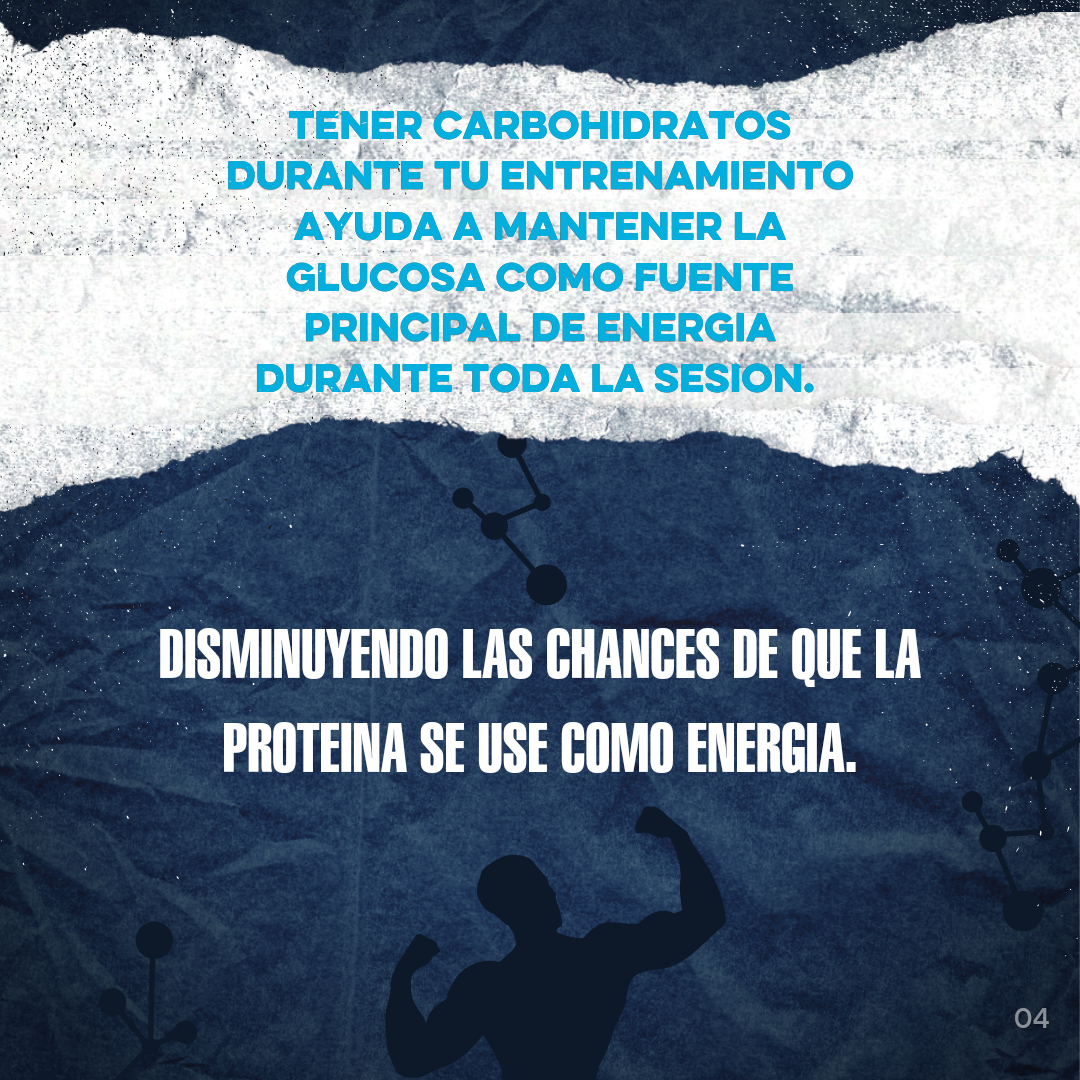 TENER CARBOHIDRATOS
DURANTE TU ENTRENAMIENTO
AYUDA A MANTENER LA
GLUCOSA COMO FUENTE
PRINCIPAL DE ENERGIA
DURANTE TODA LA SESION.
DISMINUYENDO LAS CHANCES DE QUE LA
PROTEINA SE USE COMO ENERGIA.
04